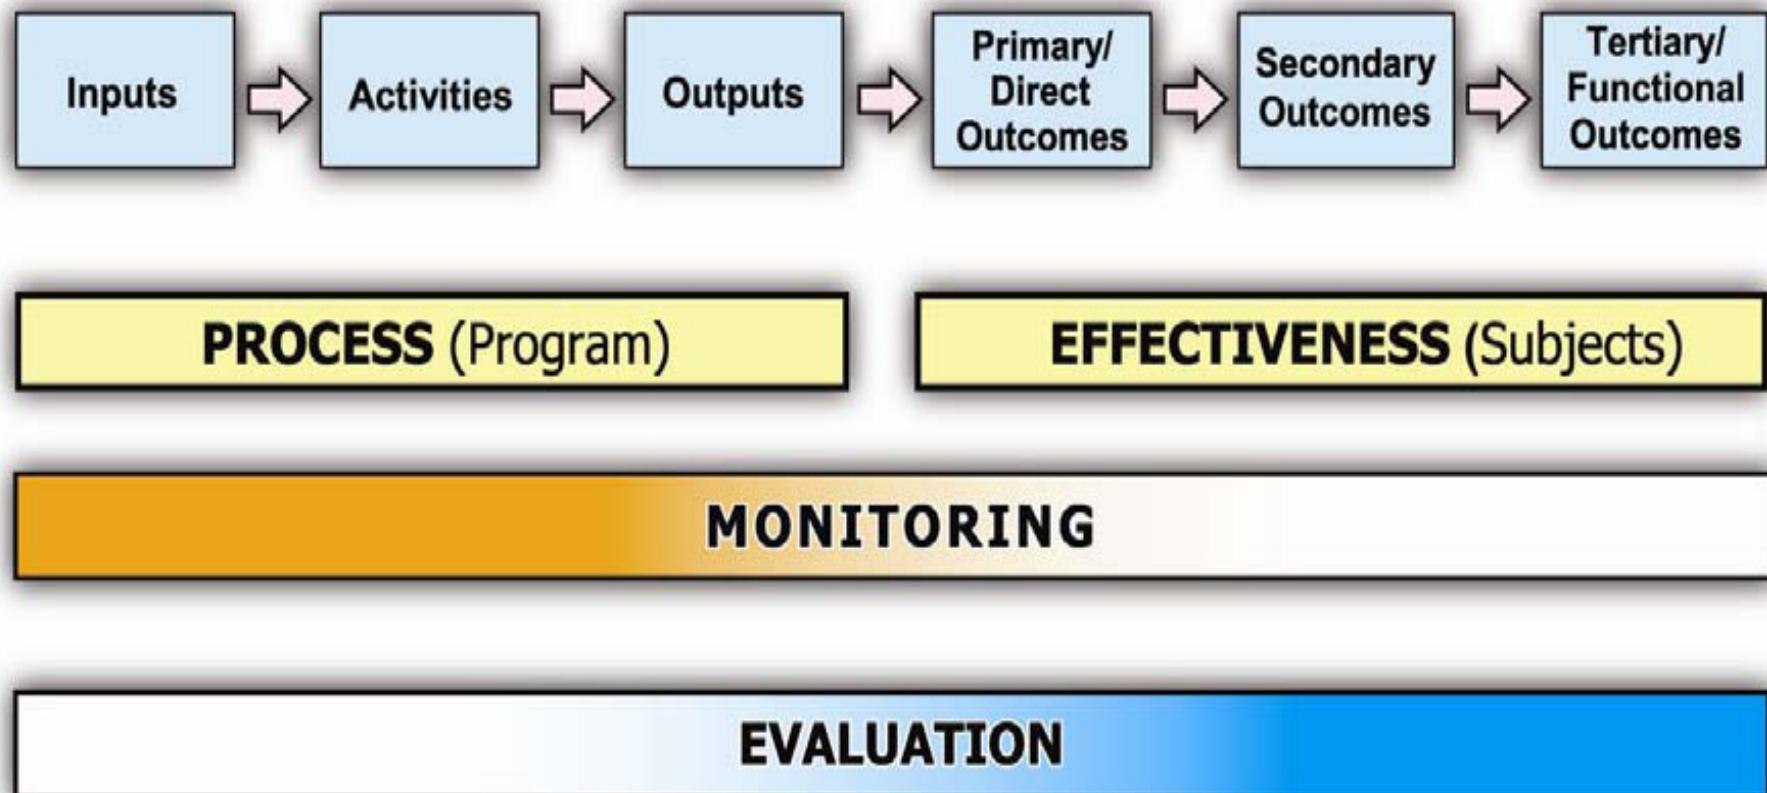 Inputs
Activities
Outputs
Primary/
Direct
Outcomes
Secondary
Outcomes
Tertiary/
Functional
Outcomes
PROCESS (Program)
EFFECTIVENESS (Subjects)
MONITORING
EVALUATION